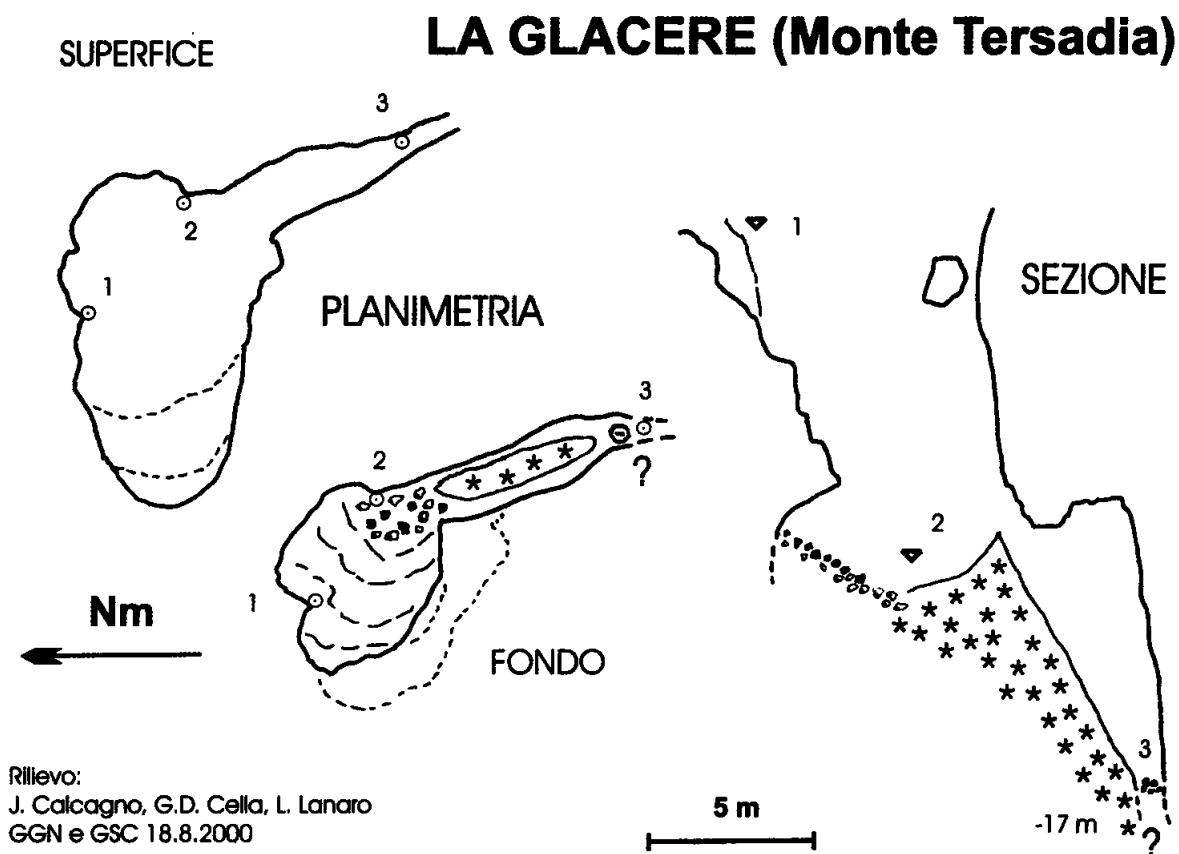 LA GLACERE (Monte Tersadia)
SUPERFICE
3
2
1
PLANIMETRIA
1
SEZIONE
3
2
?
1
Nm
FONDO
2
3
-17 m
?
Rilievo:
J. Calcagno, G.D. Cella, L. Lanaro
GGN e GSC 18.8.2000
5 m